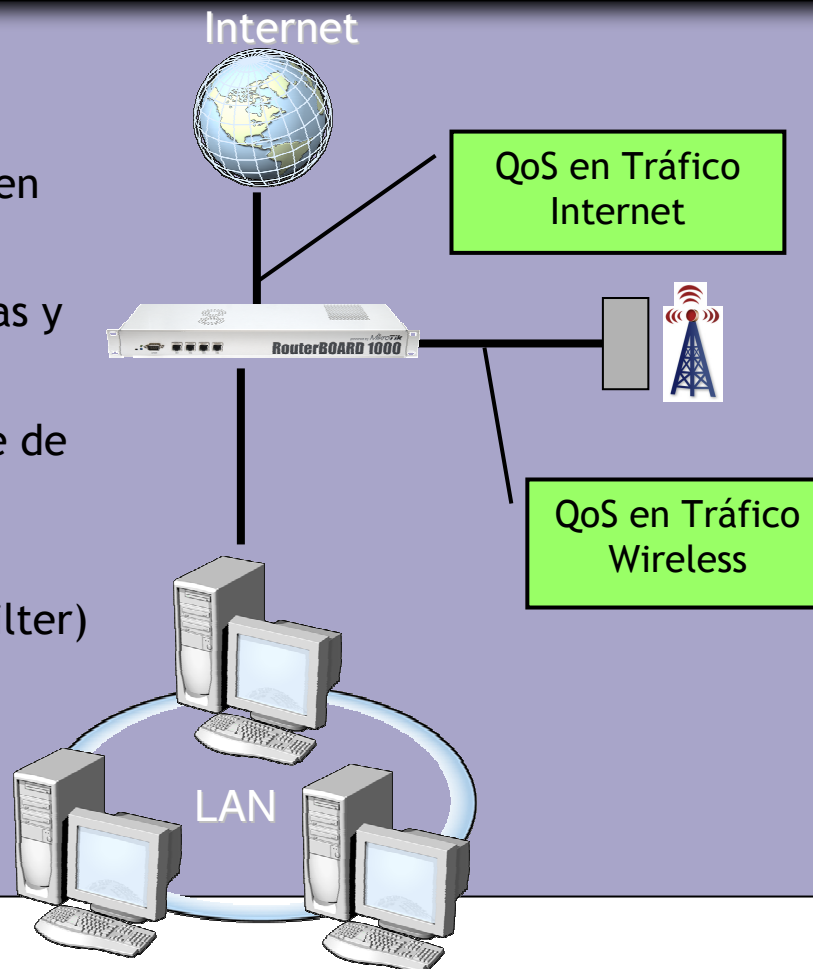 Internet
en
QoS en Tráfico
Internet
as y
RouterBOARD 1000
e de
QoS en Tráfico
Wireless
lter)
LAN